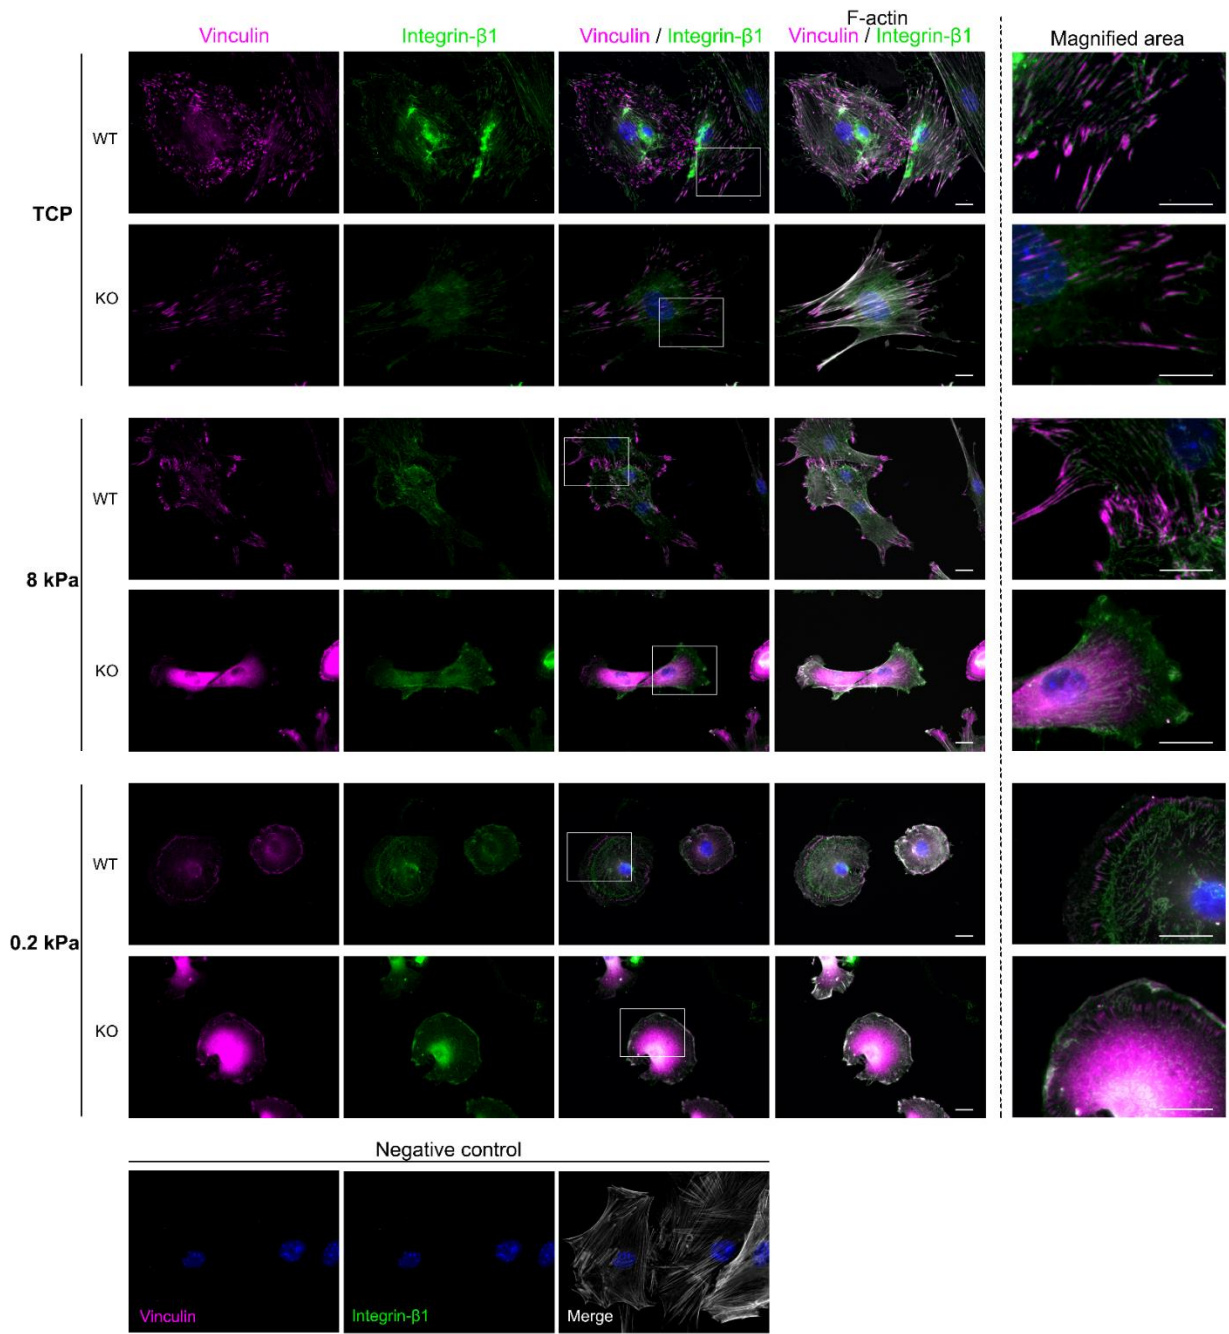 F-actin
Vinculin Integrin-β1 Vinculin / Integrin-β1 Vinculin / Integrin-β1 Magnified area
TCP
WT
KO
8 kPa
WT
KO
0.2 kPa
WT
KO
Negative control
Vinculin Integrin-β1 Merge